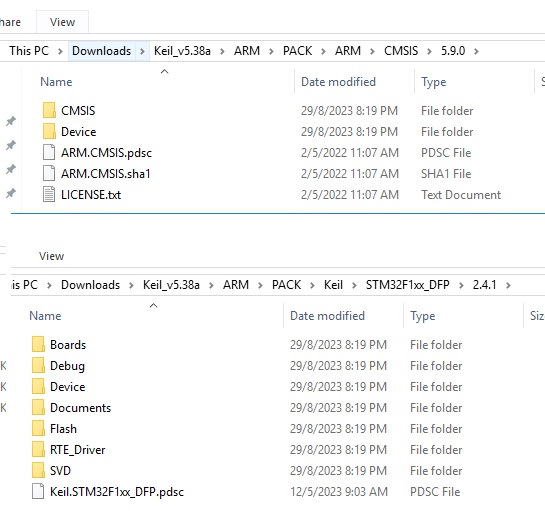 hare View
This PC > Downloads > Keil_v5.38a > ARM > PACK > ARM > CMSIS > 5.9.0 >
Name Date modified Type S
CMSIS 29/8/2023 8:19 PM File folder
Device 29/8/2023 8:19 PM File folder
ARM.CMSIS.pdsc 2/5/2022 11:07 AM PDSC File
ARM.CMSIS.sha1 2/5/2022 11:07 AM SHA1 File
LICENSE.txt 2/5/2022 11:07 AM Text Document
View
is PC > Downloads > Keil_v5.38a > ARM > PACK > Keil > STM32F1xx_DFP > 2.4.1 >
Name Date modified Type Siz
Boards 29/8/2023 8:19 PM File folder
K Debug 29/8/2023 8:19 PM File folder
K Device 29/8/2023 8:19 PM File folder
K Documents 29/8/2023 8:19 PM File folder
Flash 29/8/2023 8:19 PM File folder
RTE_Driver 29/8/2023 8:19 PM File folder
SVD 29/8/2023 8:19 PM File folder
Keil.STM32F1xx_DFP.pdsc 12/5/2023 9:03 AM PDSC File